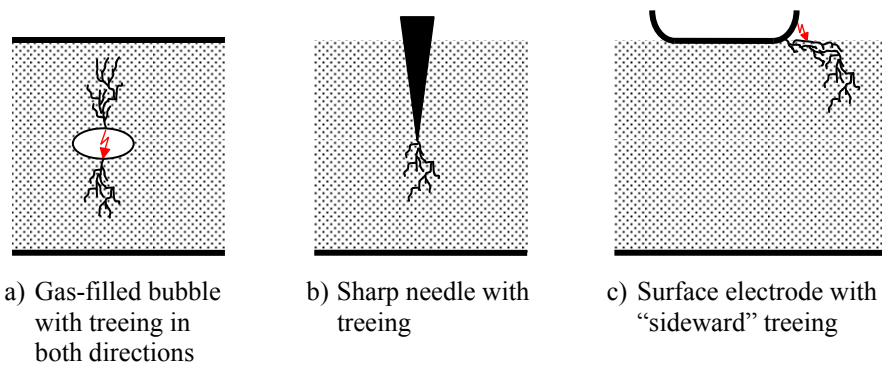 a) Gas-filled bubble
with treeing in
both directions
b) Sharp needle with
treeing
c) Surface electrode with
“sideward” treeing